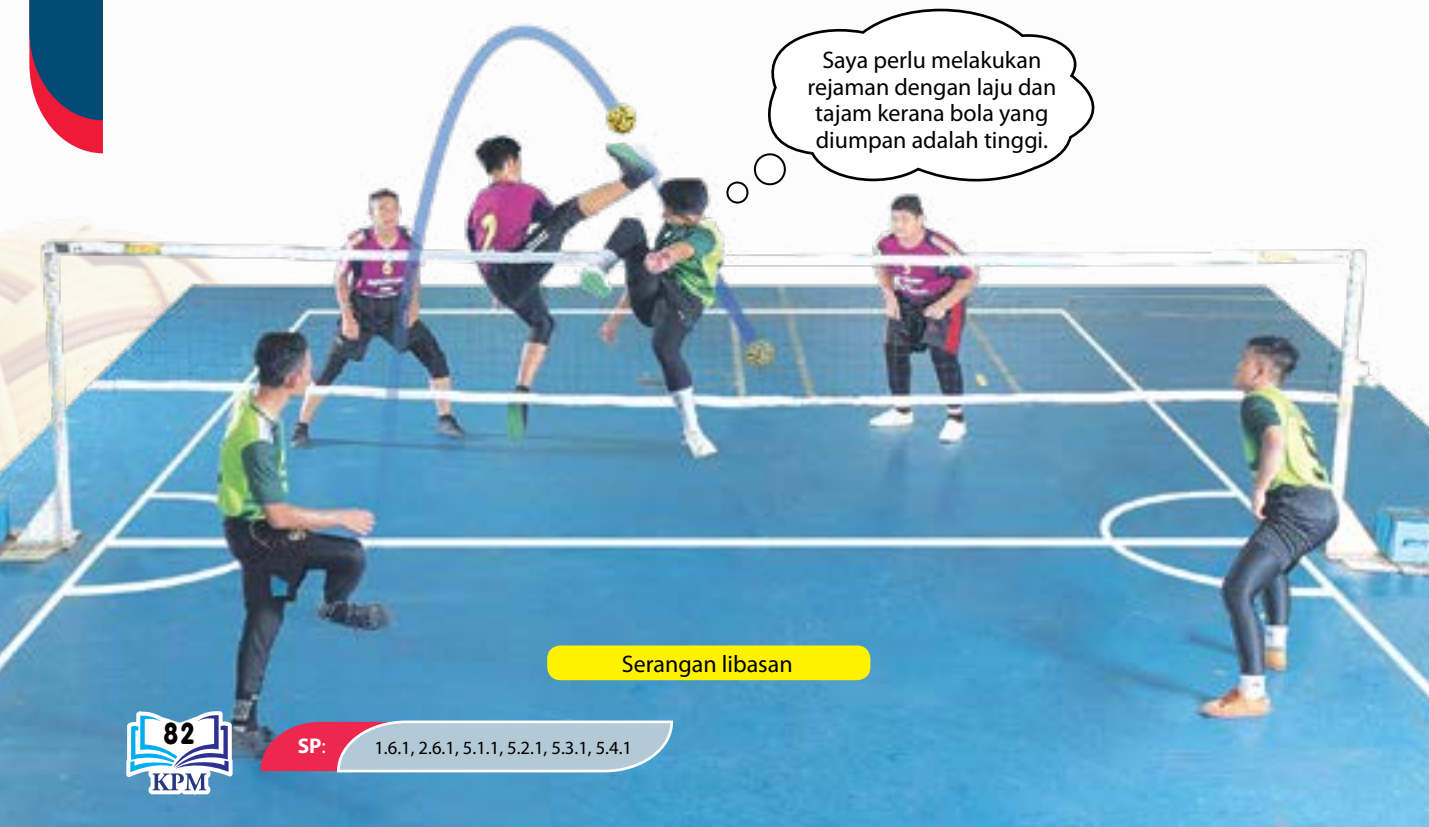 Saya perlu melakukan
rejaman dengan laju dan
tajam kerana bola yang
diumpan adalah tinggi.
Serangan libasan
82
KPM
SP: 1.6.1, 2.6.1, 5.1.1, 5.2.1, 5.3.1, 5.4.1